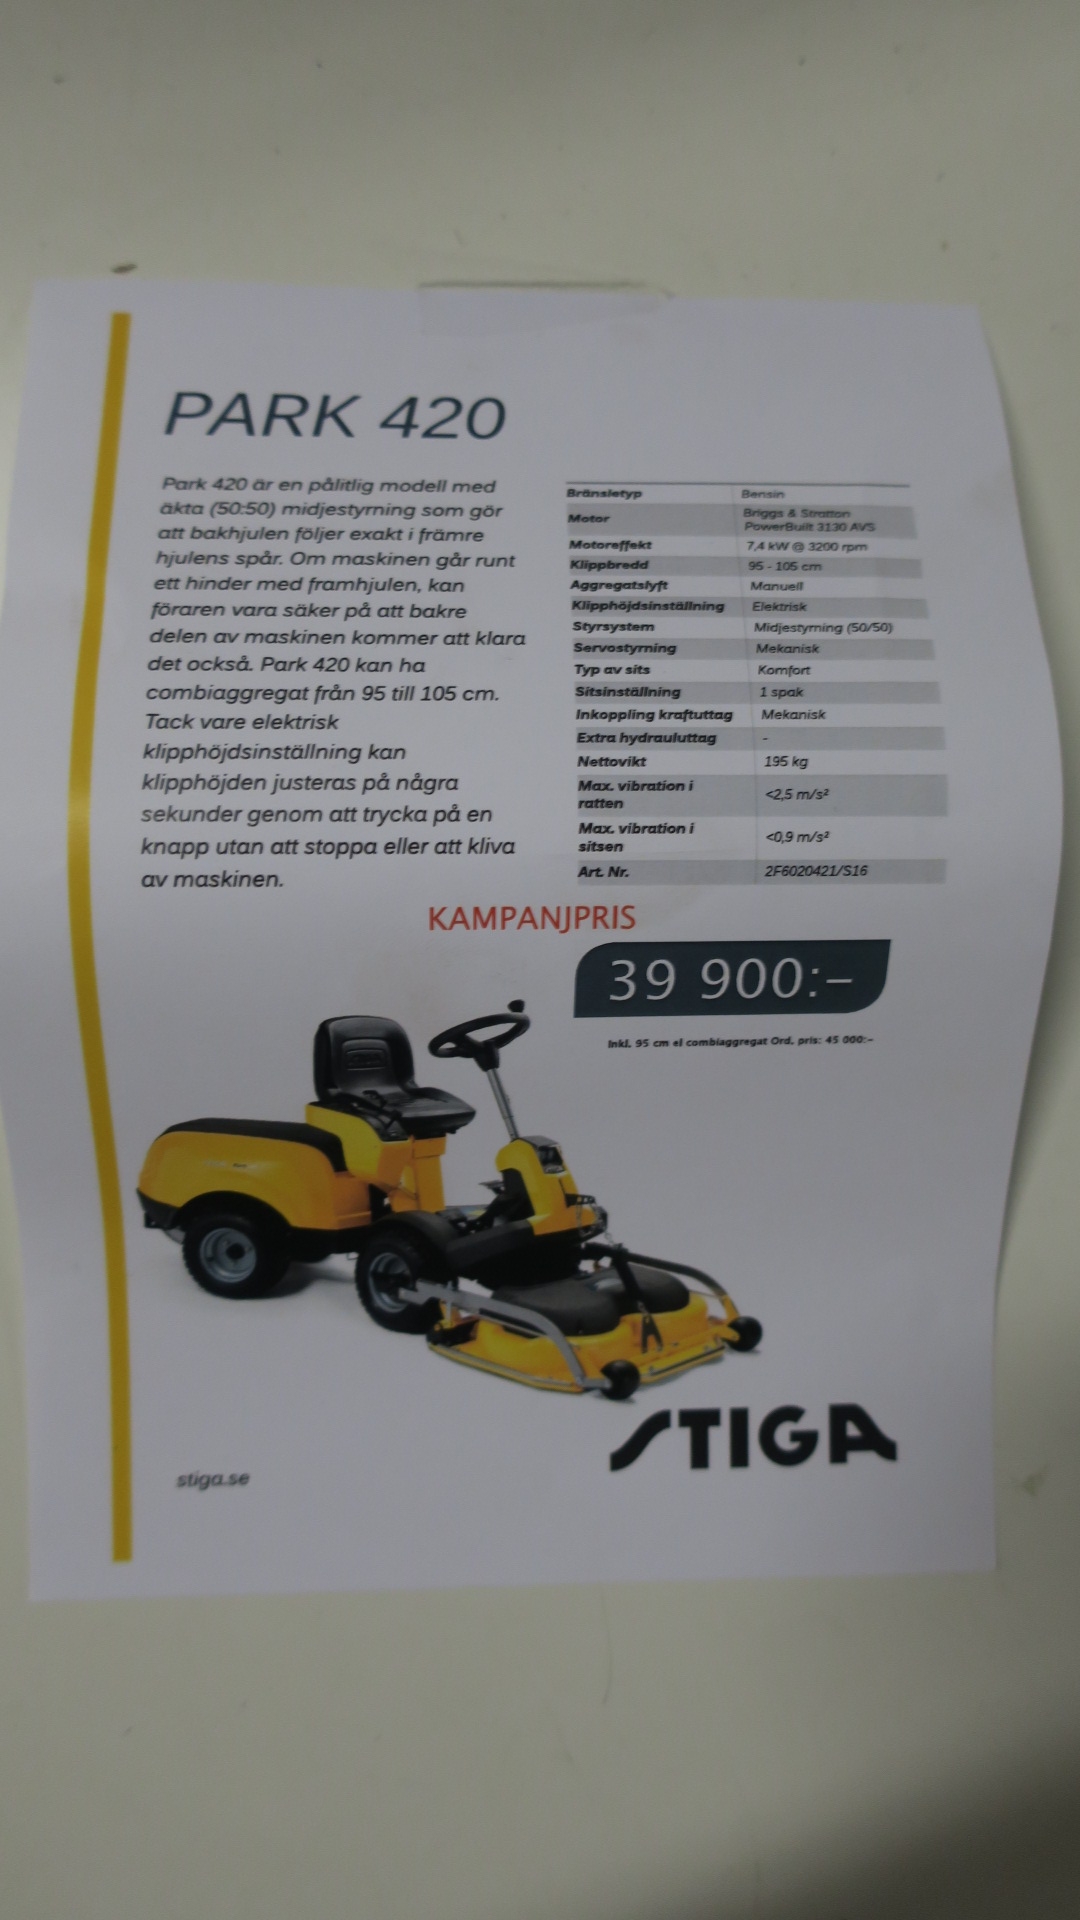 PARK 420
Park 420 är en pålitlig modell med
äkta (50:50) midjestyrning som gör
att bakhjulen följer exakt i främre
hjulens spår. Om maskinen går runt
ett hinder med framhjulen, kan
föraren vara säker på att bakre
delen av maskinen kommer att klara
det också. Park 420 kan ha
combiaggregat från 95 till 105 cm.
Tack vare elektrisk
klipphöjdsinställning kan
klipphöjden justeras på några
sekunder genom att trycka på en
knapp utan att stoppa eller att kliva
av maskinen.
Bränsletyp Bensin
Motor Briggs & Stratton
PowerBuilt 3130 AVS
Motoreffekt 7,4 kW @ 3200 rpm
Klippbredd 95 - 105 cm
Aggregatslyft Manuell
Klipphöjdsinställning Elektrisk
Styrsystem Midjestyrning (50/50)
Servostyrning Mekanisk
Typ av sits Komfort
Sitsinställning 1 spak
Inkoppling kraftuttag Mekanisk
Extra hydrauluttag -
Nettovikt 195 kg
Max. vibration i
ratten <2,5 m/s²
Max. vibration i
sitsen <0,9 m/s²
Art. Nr. 2F6020421/S16
KAMPANJPRIS
39 900:–
Inkl. 95 cm el combiaggregat Ord. pris: 45 000:–
STIGA
stiga.se